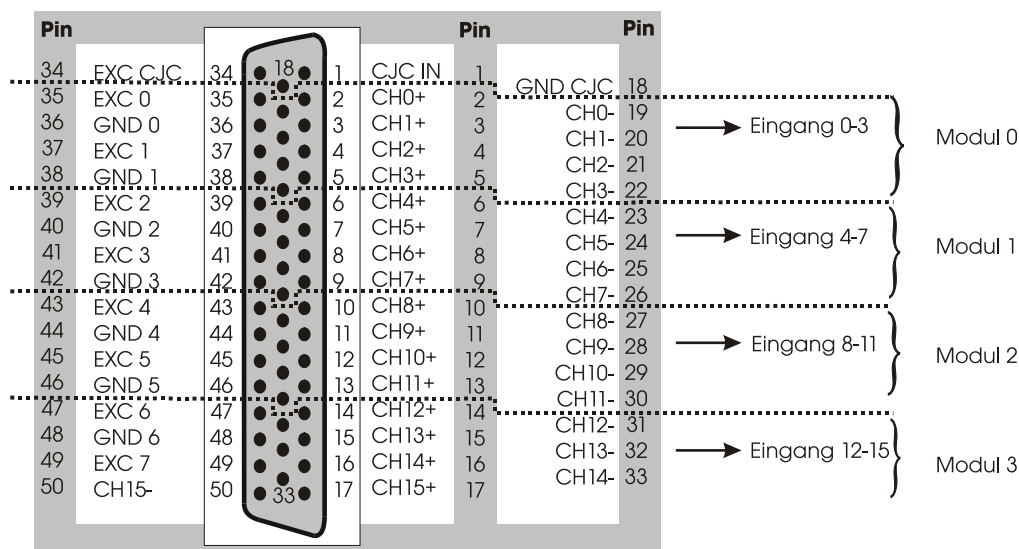 Pin Pin Pin
34 EXC CJC 34 18 1 CJC IN 1
GND CJC 18
35 EXC 0 35 2 CH0+ 2
CH0- 19
36 GND 0 36 3 CH1+ 3
Eingang 0-3
CH1- 20
Modul 0
37 EXC 1 37 4 CH2+ 4
CH2- 21
38 GND 1 38 5 CH3+ 5
CH3- 22
39 EXC 2 39 6 CH4+ 6
CH4- 23
40 GND 2 40 7 CH5+ 7
Eingang 4-7
CH5- 24
Modul 1
41 EXC 3 41 8 CH6+ 8
CH6- 25
42 GND 3 42 9 CH7+ 9
CH7- 26
43 EXC 4 43 10 CH8+ 10
CH8- 27
44 GND 4 44 11 CH9+ 11
Eingang 8-11
CH9- 28
Modul 2
45 EXC 5 45 12 CH10+ 12
CH10- 29
46 GND 5 46 13 CH11+ 13
CH11- 30
47 EXC 6 47 14 CH12+ 14
CH12- 31
48 GND 6 48 15 CH13+ 15
CH13- 32
Eingang 12-15
49 EXC 7 49 16 CH14+ 16
Modul 3
CH14- 33
50 CH15- 50 33 17 CH15+ 17